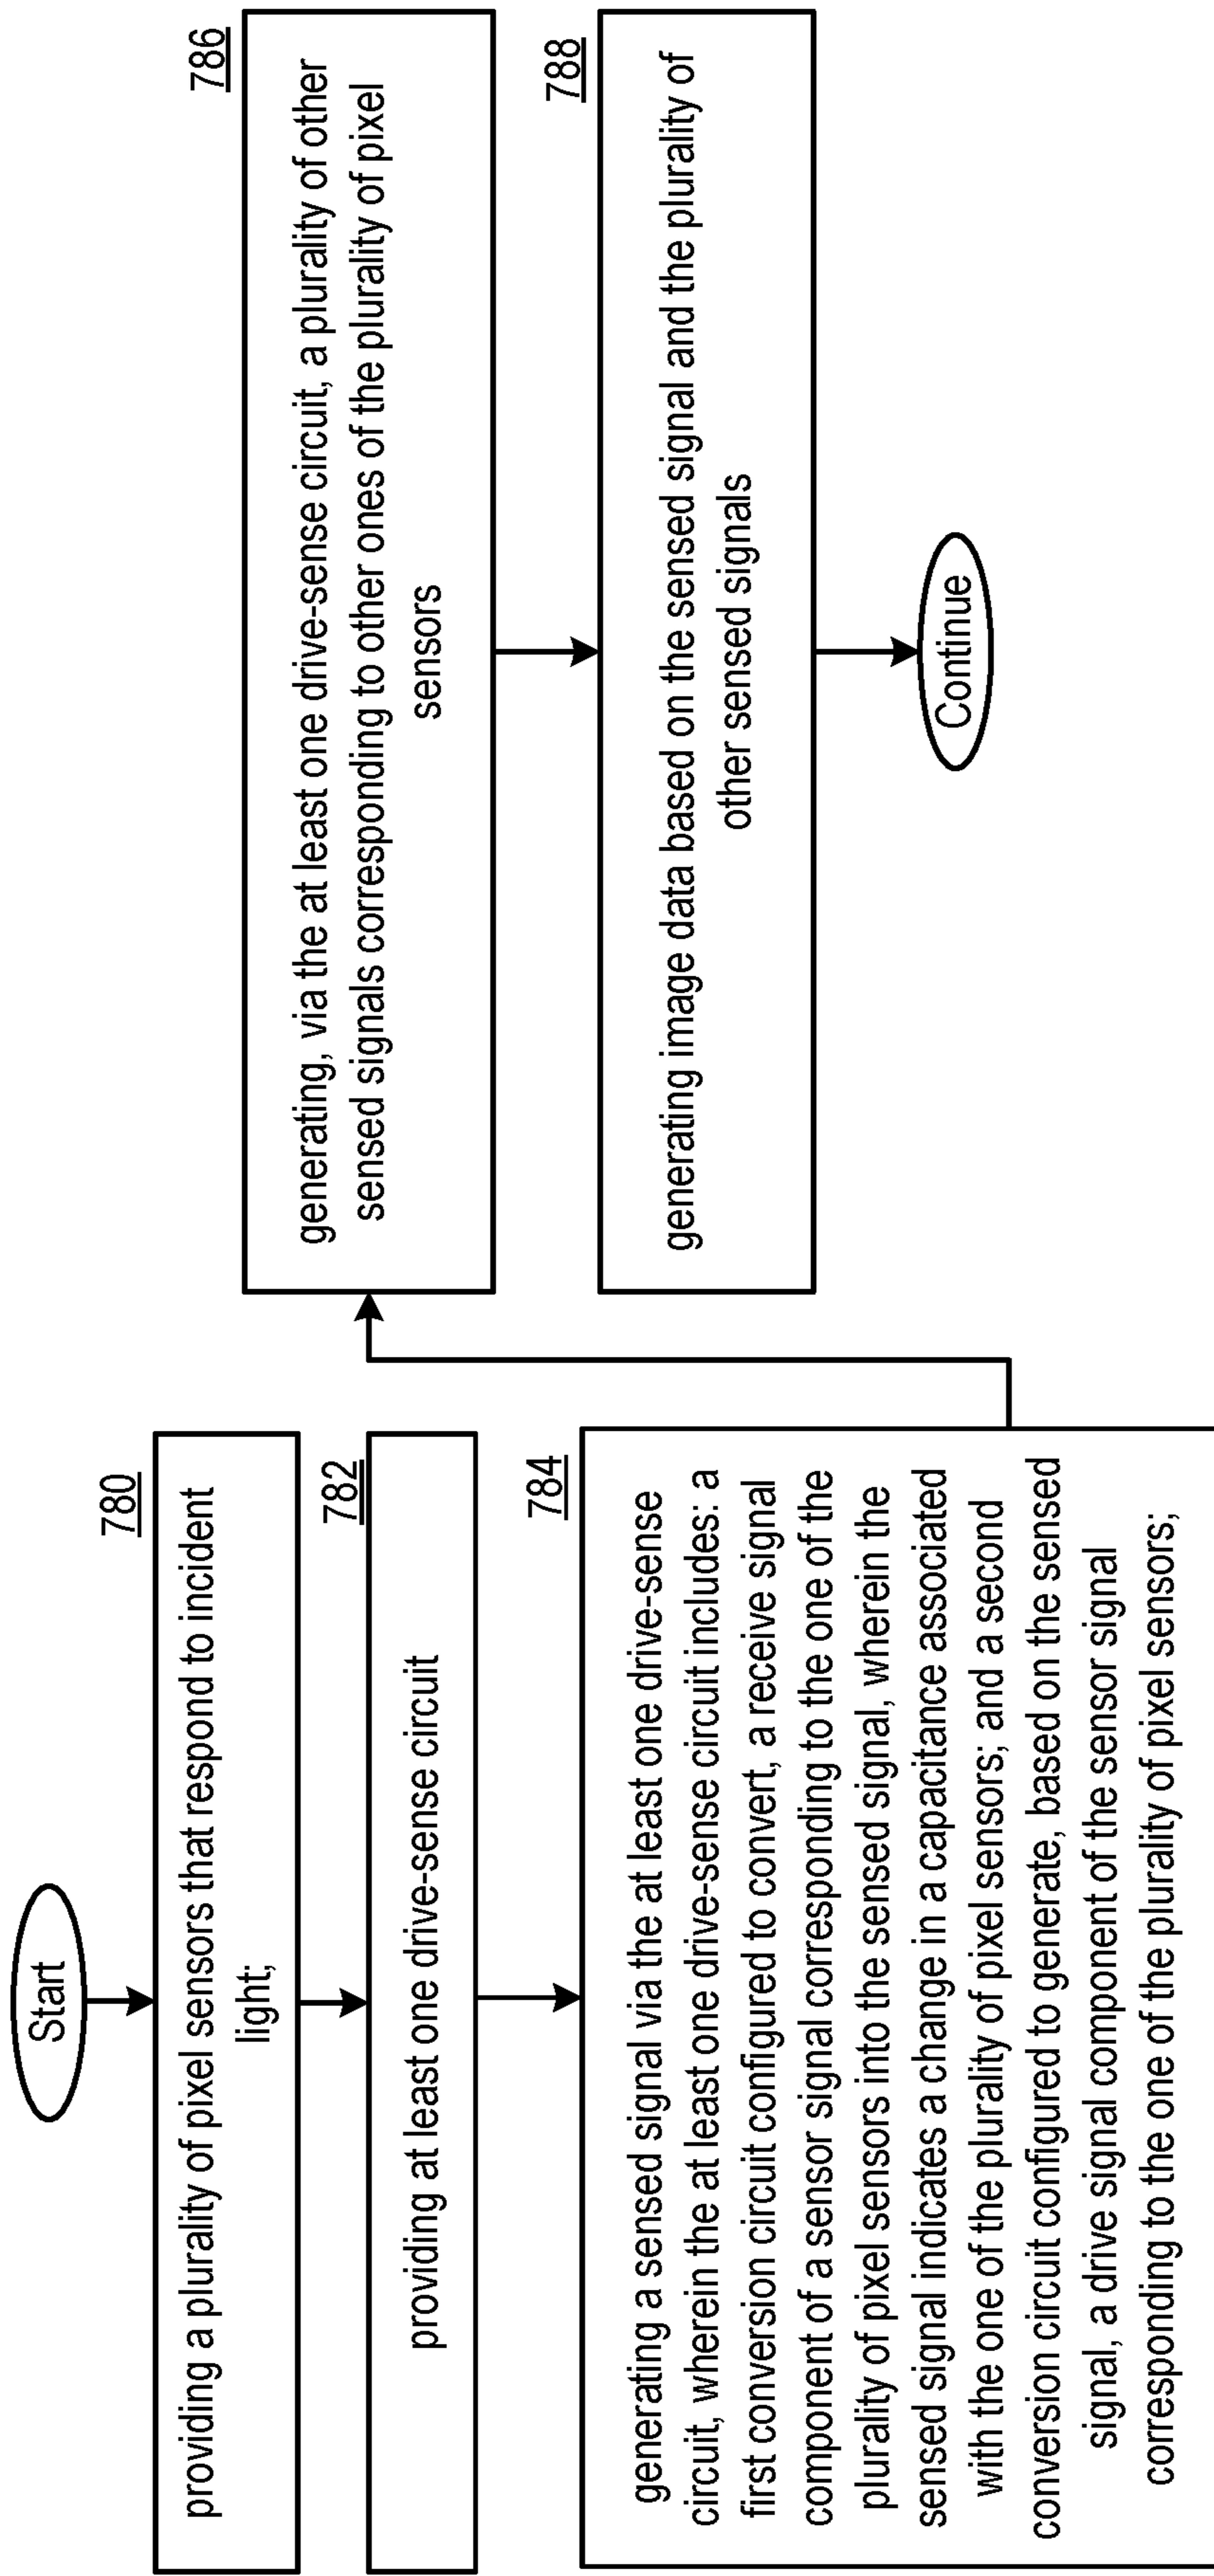 Start
780
providing a plurality of pixel sensors that respond to incident
light;
782
providing at least one drive-sense circuit
784
generating a sensed signal via the at least one drive-sense
circuit, wherein the at least one drive-sense circuit includes: a
first conversion circuit configured to convert, a receive signal
component of a sensor signal corresponding to the one of the
plurality of pixel sensors into the sensed signal, wherein the
sensed signal indicates a change in a capacitance associated
with the one of the plurality of pixel sensors; and a second
conversion circuit configured to generate, based on the sensed
signal, a drive signal component of the sensor signal
corresponding to the one of the plurality of pixel sensors;
786
generating, via the at least one drive-sense circuit, a plurality of other
sensed signals corresponding to other ones of the plurality of pixel
sensors
788
generating image data based on the sensed signal and the plurality of
other sensed signals
Continue